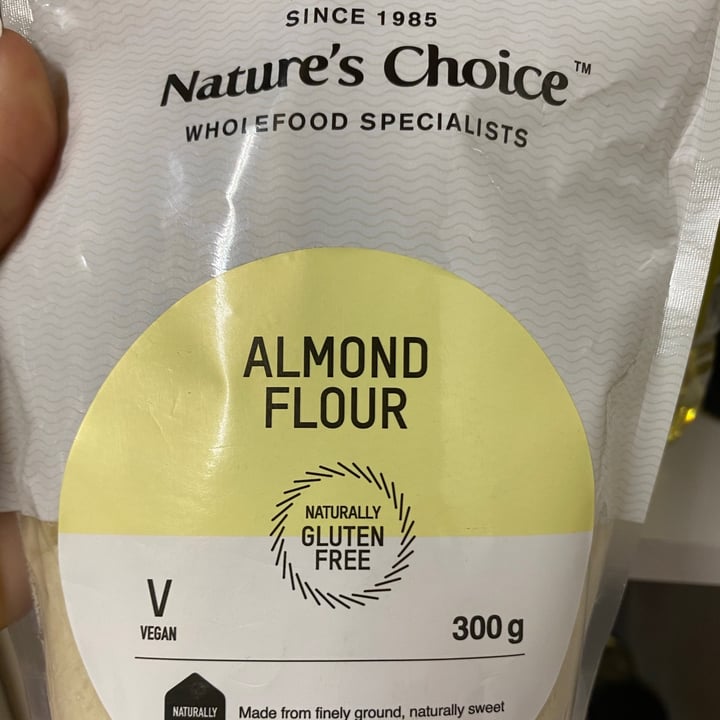 SINCE 1985
Nature's Choice™
WHOLEFOOD SPECIALISTS
ALMOND
FLOUR
NATURALLY
GLUTEN
FREE
V
VEGAN
300 g
NATURALLY
Made from finely ground, naturally sweet